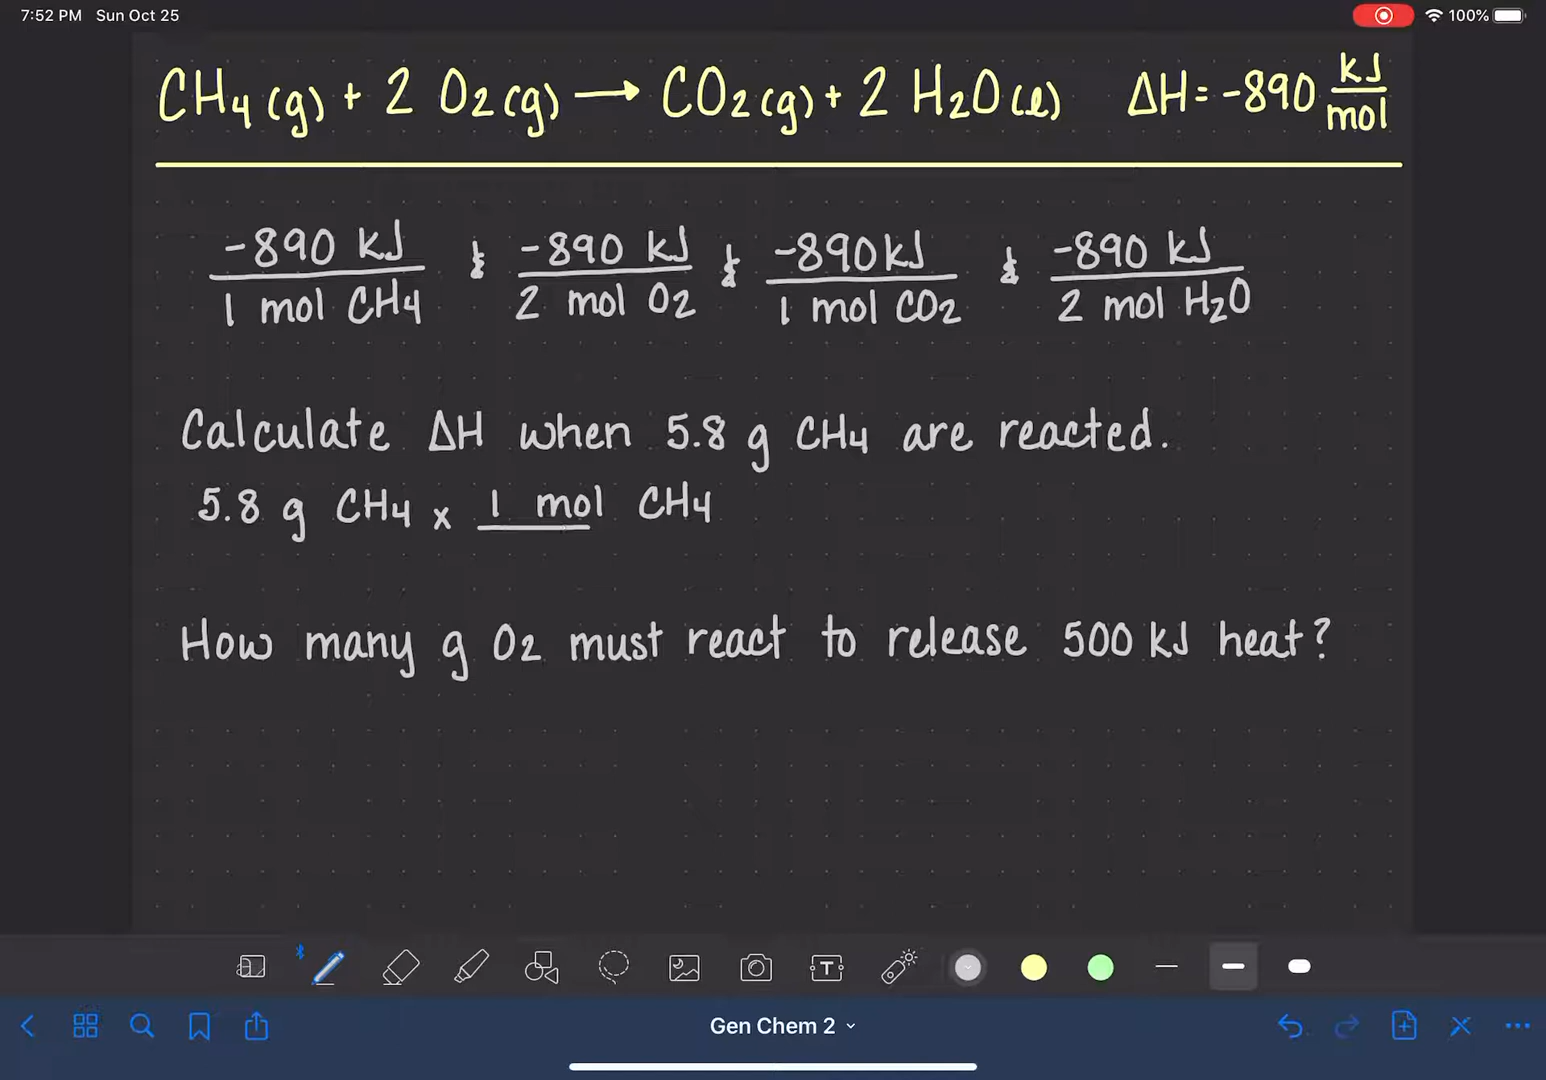 7:52 PM Sun Oct 25 100%
CH4 (g) + 2 O2 (g) → CO2 (g) + 2 H2O (l) ΔH = -890 kJ/mol
-890 kJ / 1 mol CH4 & -890 kJ / 2 mol O2 & -890 kJ / 1 mol CO2 & -890 kJ / 2 mol H2O
Calculate ΔH when 5.8 g CH4 are reacted.
5.8 g CH4 x 1 mol CH4
How many g O2 must react to release 500 kJ heat?
T
Gen Chem 2